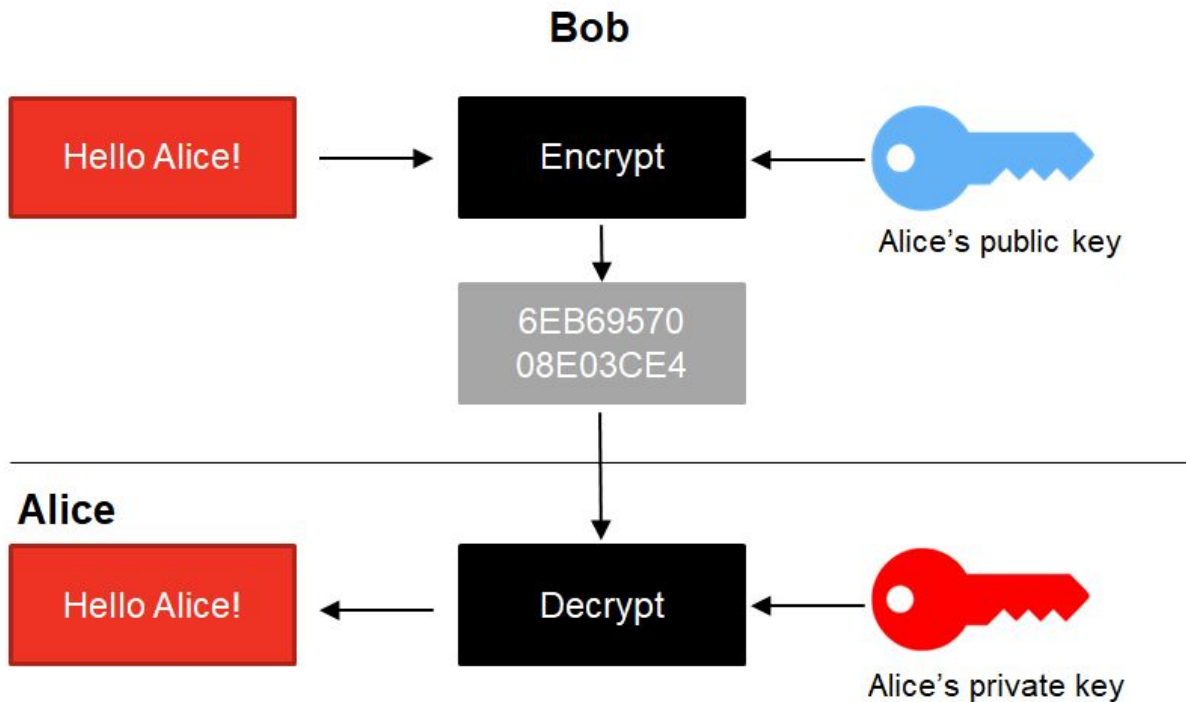 Bob
Hello Alice!
Encrypt
Alice’s public key
6EB69570
08E03CE4
Alice
Hello Alice!
Decrypt
Alice’s private key